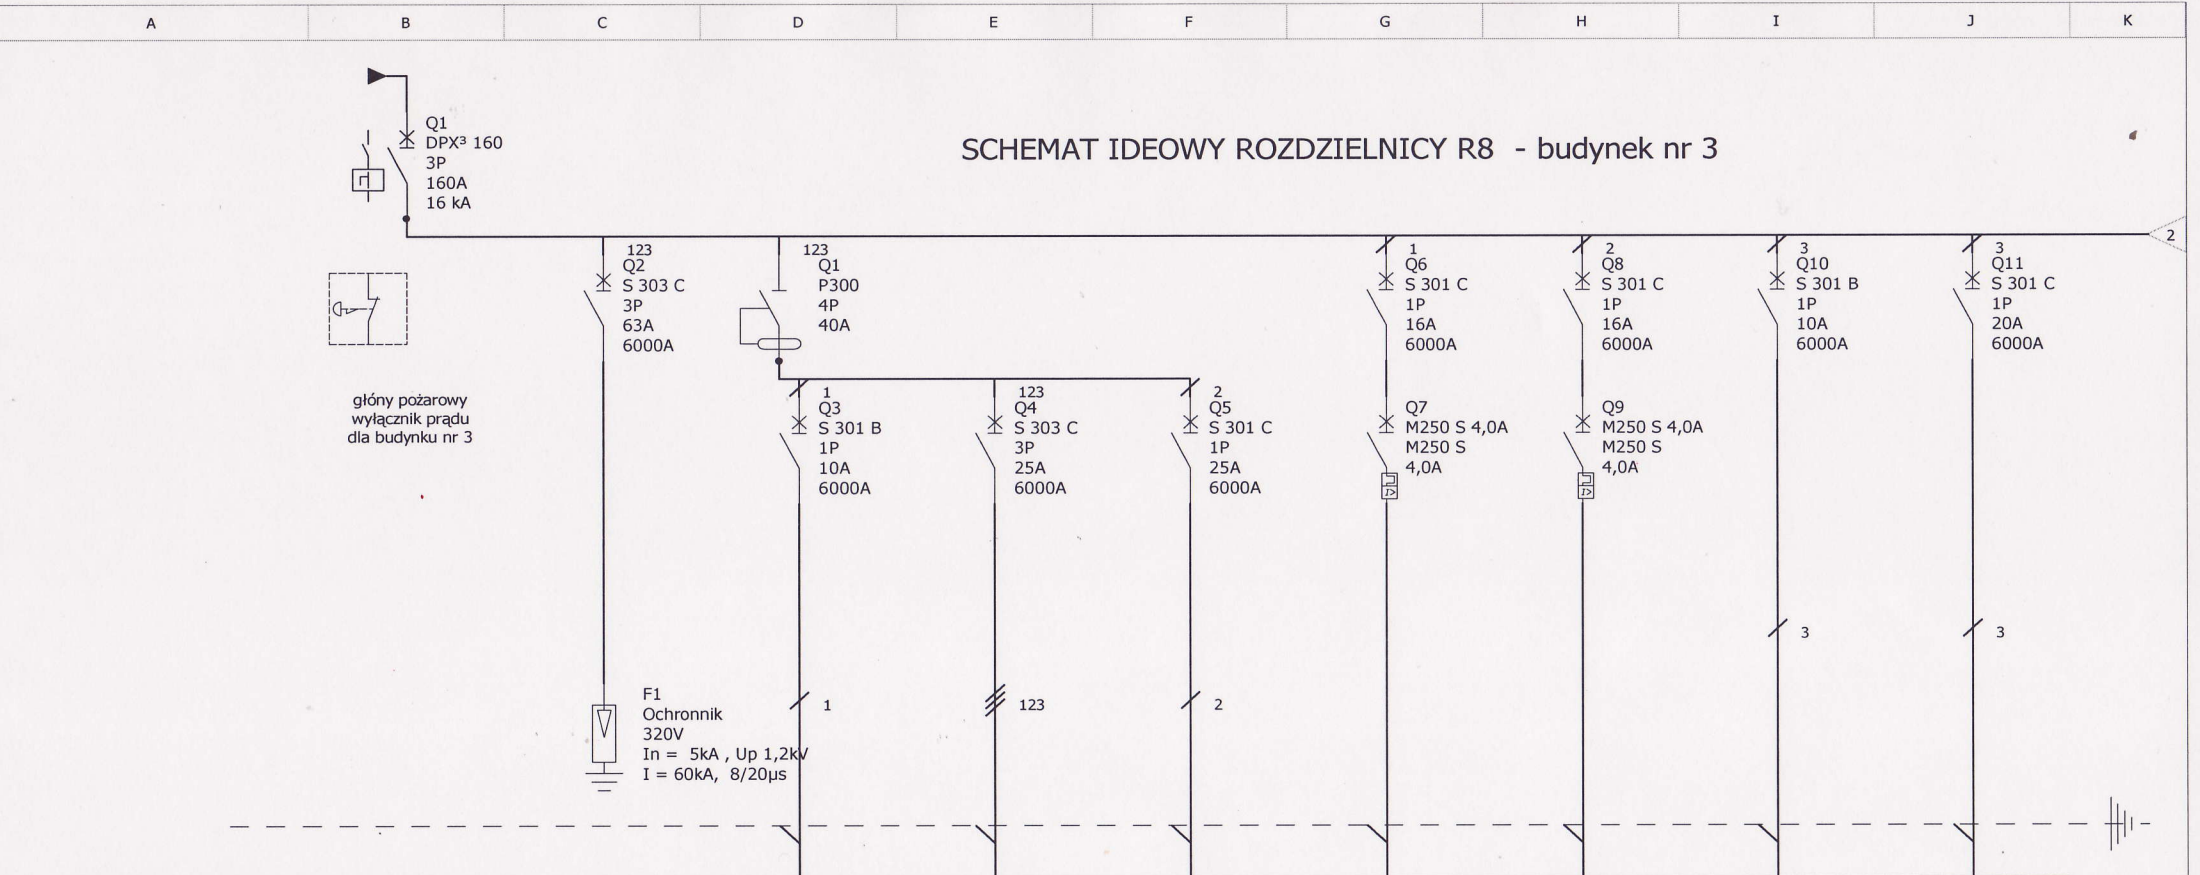 A B C D E F G H I J K
SCHEMAT IDEOWY ROZDZIELNICY R8 - budynek nr 3
Q1
DPX³ 160
3P
160A
16 kA
2
głóny pożarowy
wyłącznik prądu
dla budynku nr 3
123
Q2
S 303 C
3P
63A
6000A
123
Q1
P300
4P
40A
1
Q6
S 301 C
1P
16A
6000A
2
Q8
S 301 C
1P
16A
6000A
3
Q10
S 301 B
1P
10A
6000A
3
Q11
S 301 C
1P
20A
6000A
1
Q3
S 301 B
1P
10A
6000A
123
Q4
S 303 C
3P
25A
6000A
2
Q5
S 301 C
1P
25A
6000A
Q7
M250 S 4,0A
M250 S
4,0A
I>
Q9
M250 S 4,0A
M250 S
4,0A
I>
3
3
F1
Ochronnik
320V
In = 5kA , Up 1,2kV
I = 60kA, 8/20µs
1
123
2